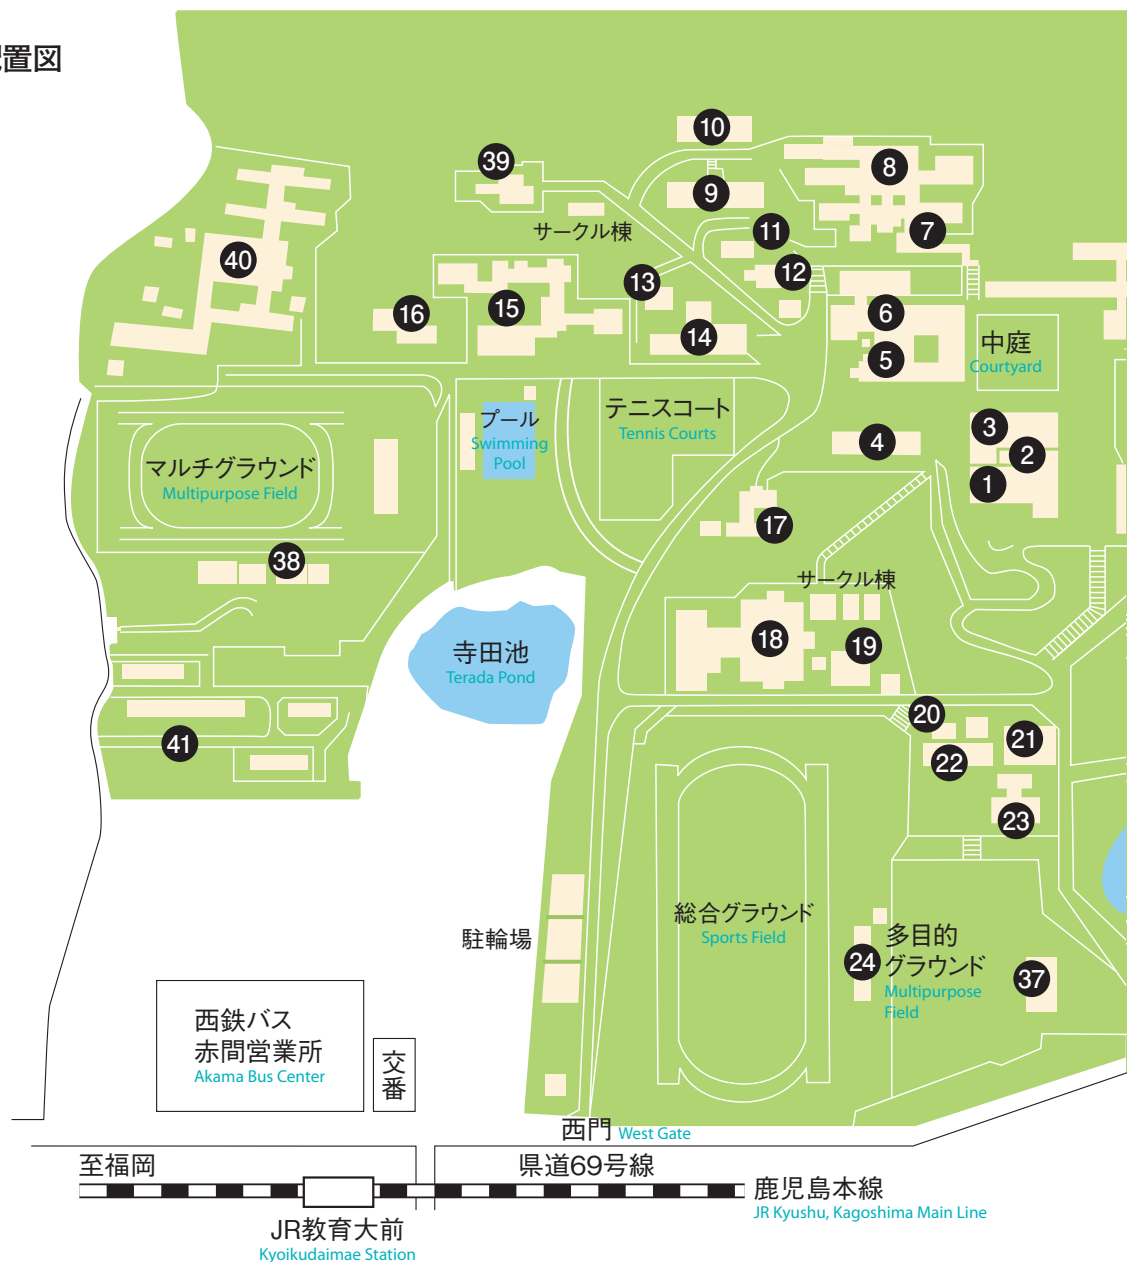 置図
10
39
8
9
サークル棟
11
7
40
12
13
15
6
16
14
中庭
Courtyard
5
プール
Swimming
Pool
テニスコート
Tennis Courts
3
4
2
マルチグラウンド
Multipurpose Field
1
17
38
サークル棟
18
19
寺田池
Terada Pond
20
21
41
22
23
総合グラウンド
Sports Field
駐輪場
24
多目的
グラウンド
Multipurpose
Field
37
西鉄バス
赤間営業所
Akama Bus Center
交番
西門 West Gate
至福岡
県道69号線
鹿児島本線
JR Kyushu, Kagoshima Main Line
JR教育大前
Kyoikudaimae Station